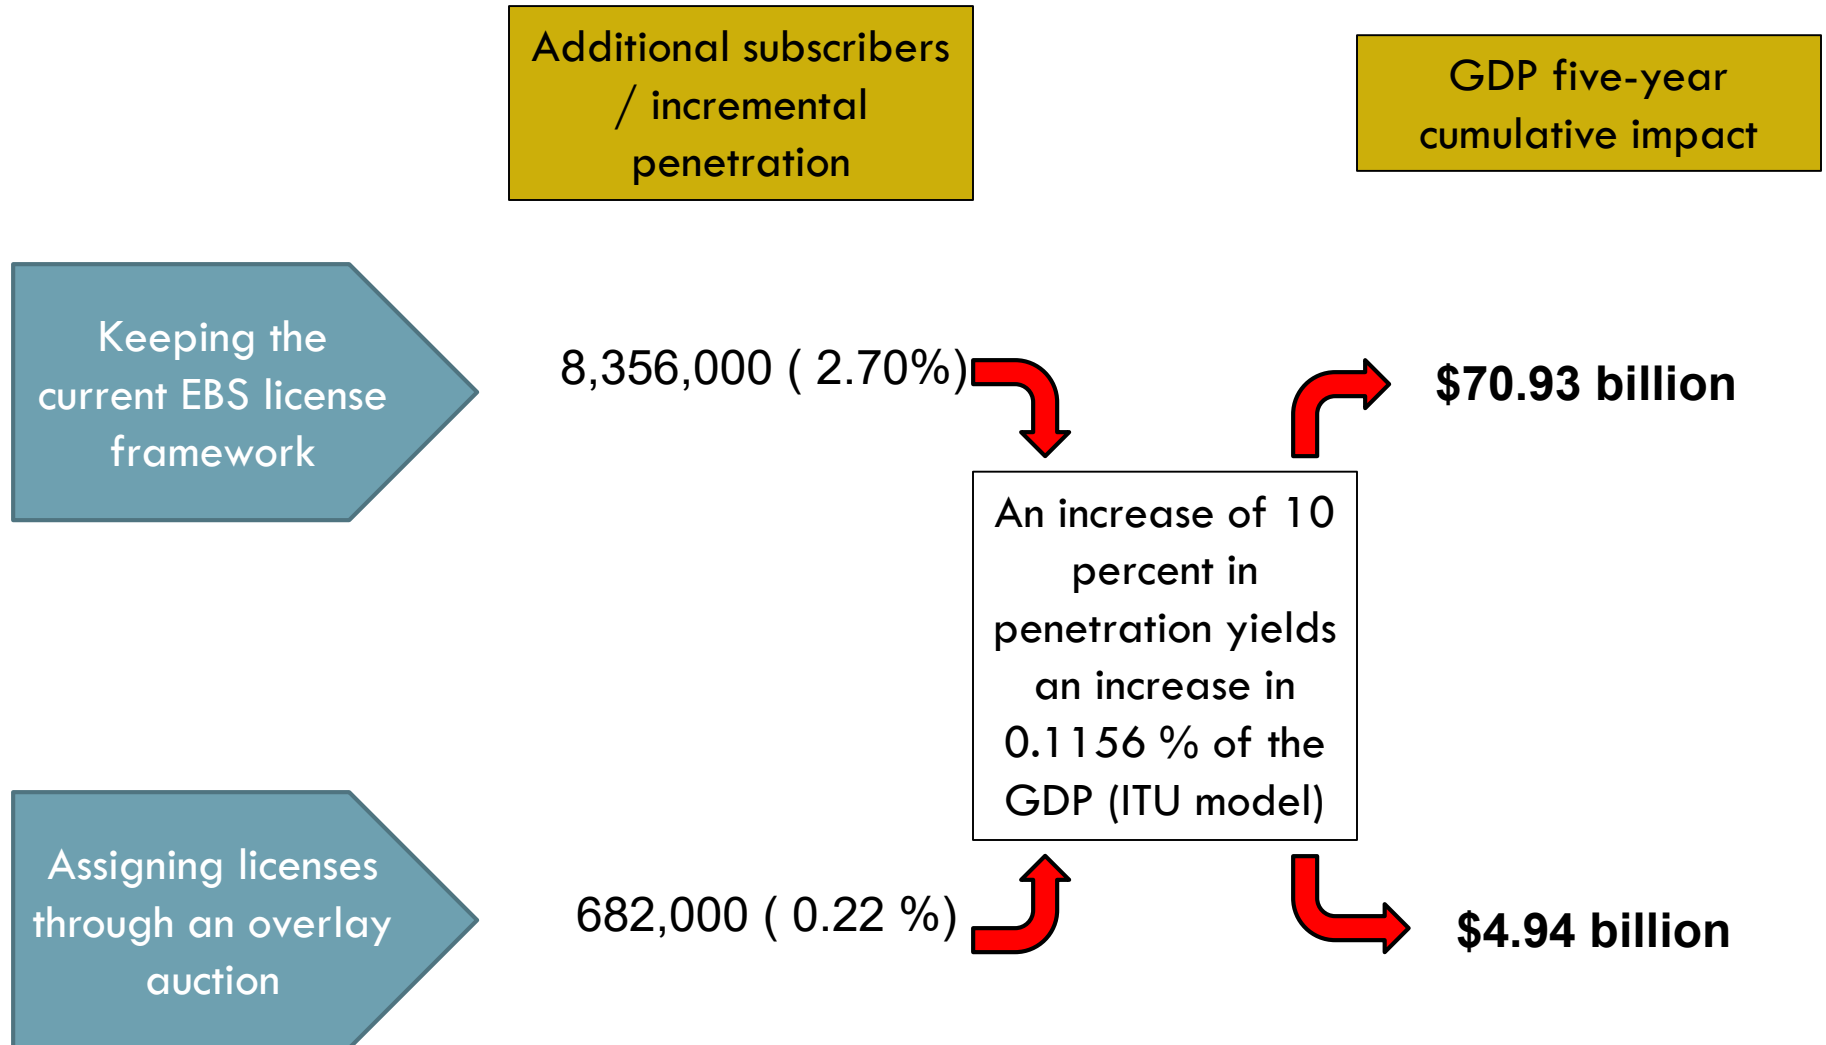 Additional subscribers
/ incremental
penetration
GDP five-year
cumulative impact
Keeping the
current EBS license
framework
8,356,000 ( 2.70%)
$70.93 billion
An increase of 10
percent in
penetration yields
an increase in
0.1156 % of the
GDP (ITU model)
Assigning licenses
through an overlay
auction
682,000 ( 0.22 %)
$4.94 billion